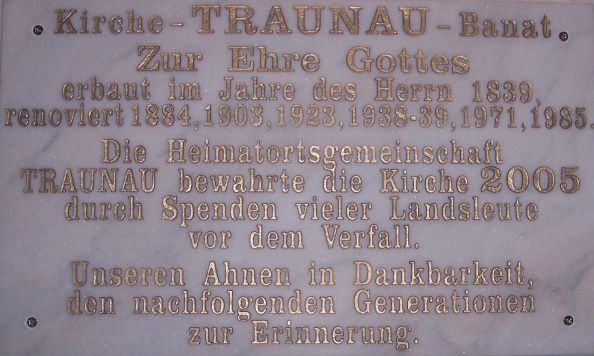 Kirche - TRAUNAU - Banat
Zur Ehre Gottes
erbaut im Jahre des Herrn 1839,
renoviert 1884, 1903, 1923, 1938-39, 1971, 1985.
Die Heimatortsgemeinschaft
TRAUNAU bewahrte die Kirche 2005
durch Spenden vieler Landsleute
vor dem Verfall.
Unseren Ahnen in Dankbarkeit,
den nachfolgenden Generationen
zur Erinnerung.